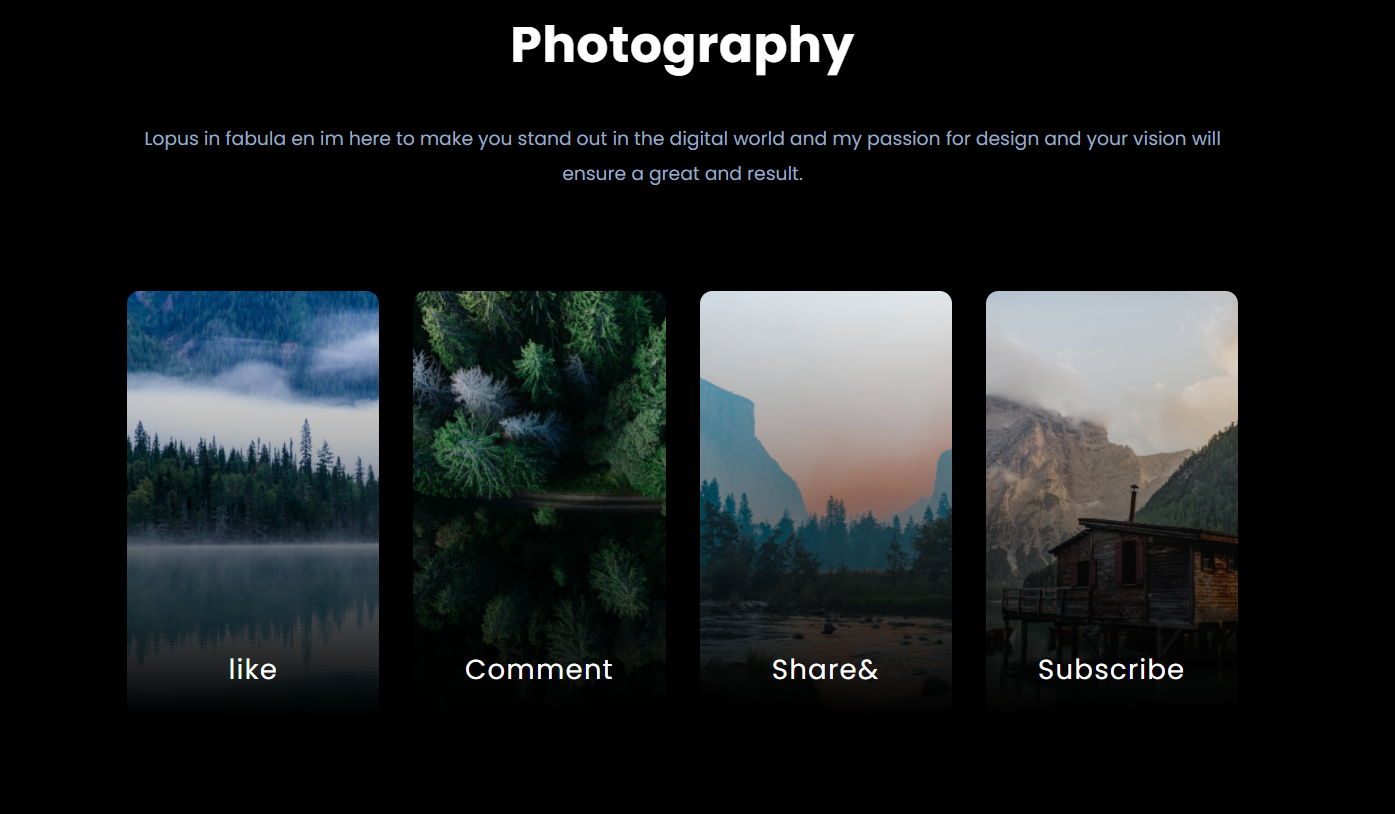 Photography
Lopus in fabula en im here to make you stand out in the digital world and my passion for design and your vision will
ensure a great and result.
like
Comment
Share&
Subscribe